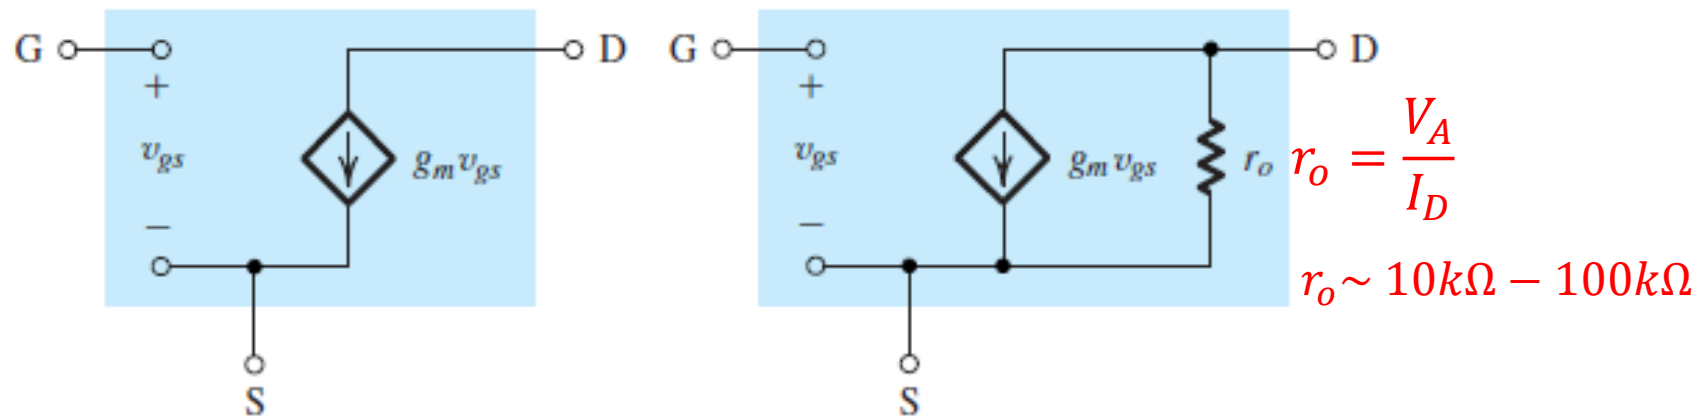 G + v_gs − g_m v_gs D S
G + v_gs − g_m v_gs r_o D S
r_o = V_A / I_D
r_o ~ 10kΩ − 100kΩ